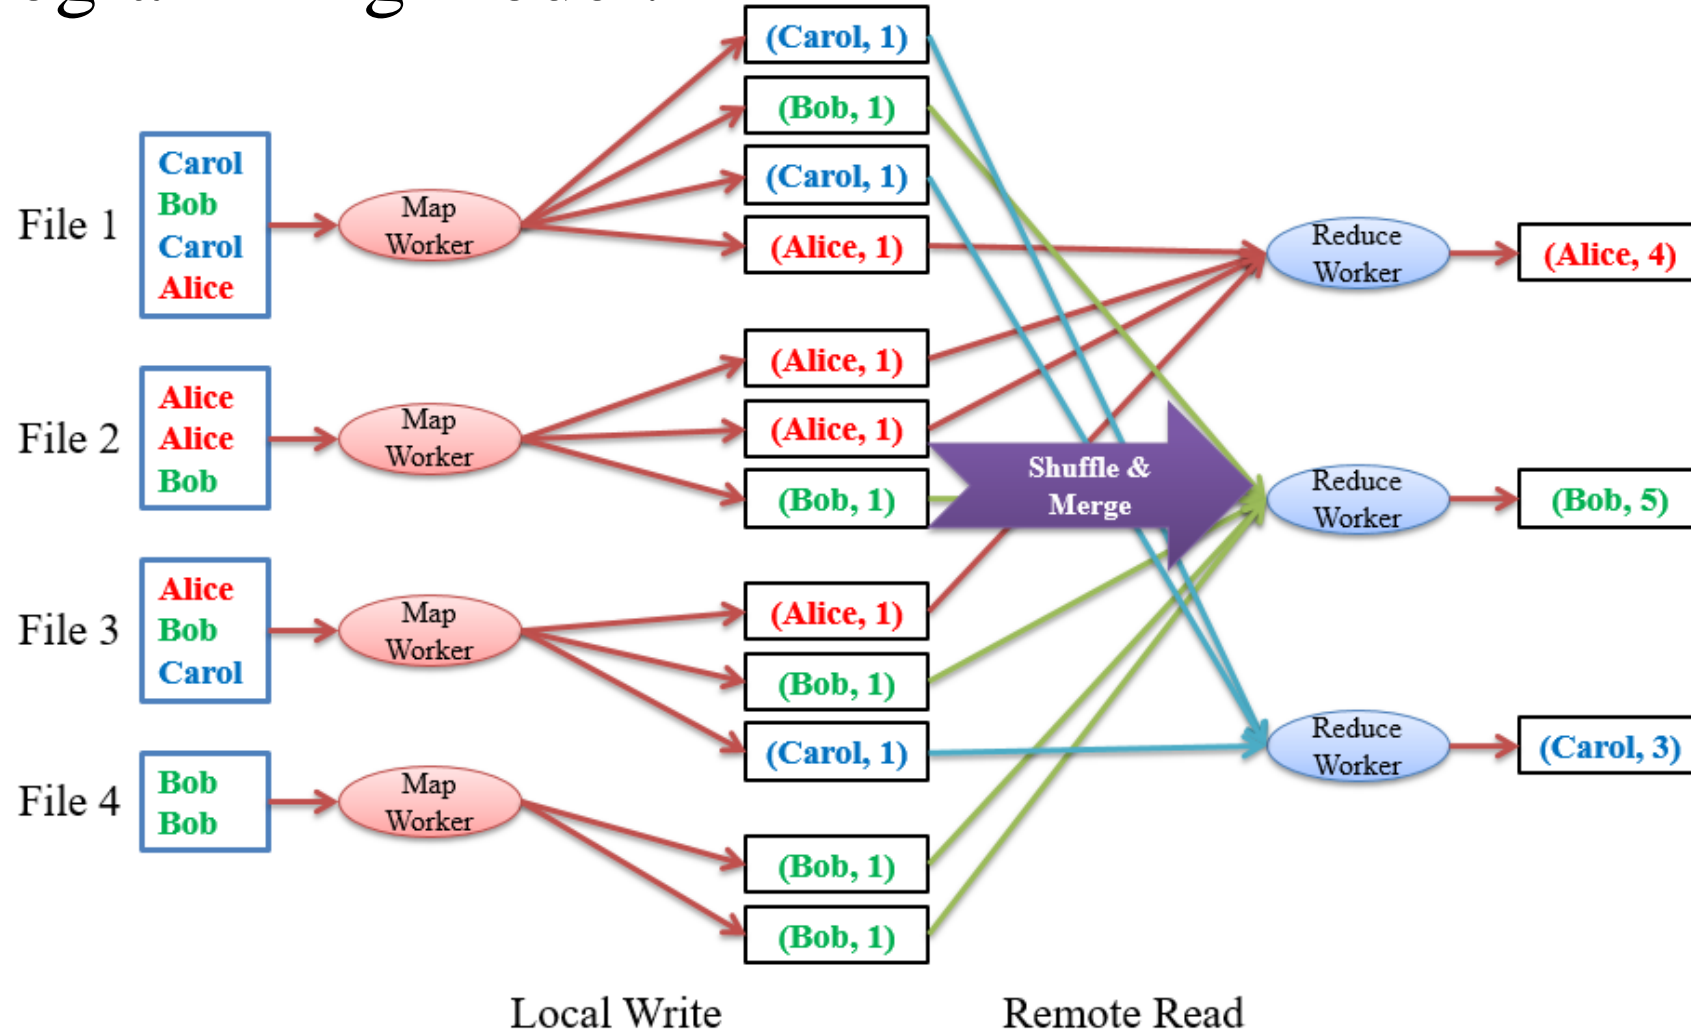 File 1
Carol
Bob
Carol
Alice
Map
Worker
(Carol, 1)
(Bob, 1)
(Carol, 1)
(Alice, 1)
File 2
Alice
Alice
Bob
Map
Worker
(Alice, 1)
(Alice, 1)
(Bob, 1)
File 3
Alice
Bob
Carol
Map
Worker
(Alice, 1)
(Bob, 1)
(Carol, 1)
File 4
Bob
Bob
Map
Worker
(Bob, 1)
(Bob, 1)
Shuffle &
Merge
Reduce
Worker
(Alice, 4)
Reduce
Worker
(Bob, 5)
Reduce
Worker
(Carol, 3)
Local Write
Remote Read